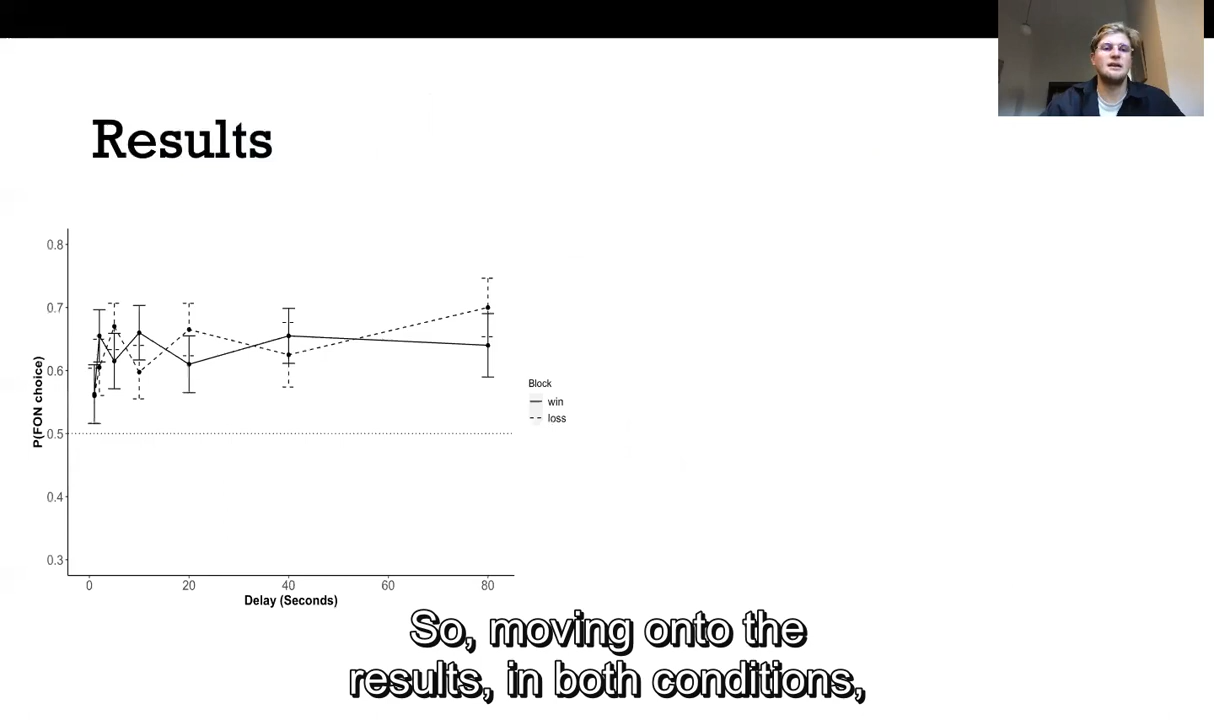 Results
0.8
0.7
0.6
0.5
0.4
0.3
P(FON choice)
0 20 40 60 80
Delay (Seconds)
Block
win
loss
So, moving onto the
results, in both conditions,